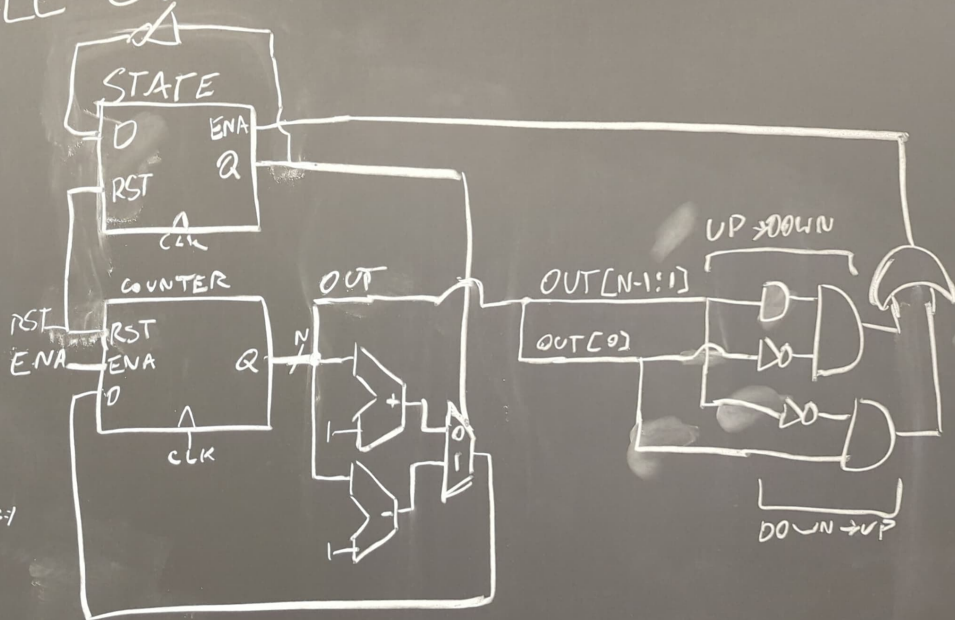 STATE
D
ENA
Q
RST
CLK
COUNTER
OUT
UP→DOWN
OUT[N-1:1]
RST
RST
N
OUT[0]
ENA
ENA
Q
D
+
1
0
1
CLK
-
1
DOWN→UP